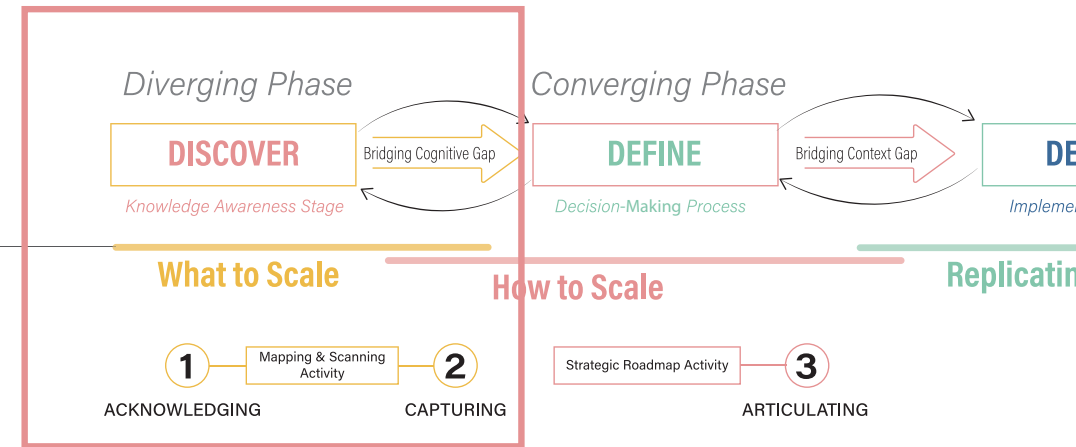 Diverging Phase
Converging Phase
DISCOVER
Bridging Cognitive Gap
DEFINE
Bridging Context Gap
Knowledge Awareness Stage
Decision-Making Process
What to Scale
How to Scale
1
Mapping & Scanning
Activity
2
Strategic Roadmap Activity
3
ACKNOWLEDGING
CAPTURING
ARTICULATING